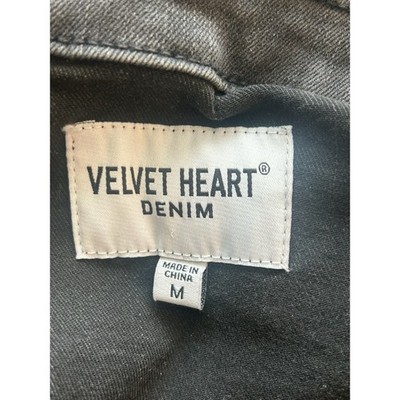 VELVET HEART®
DENIM
MADE IN
CHINA
M